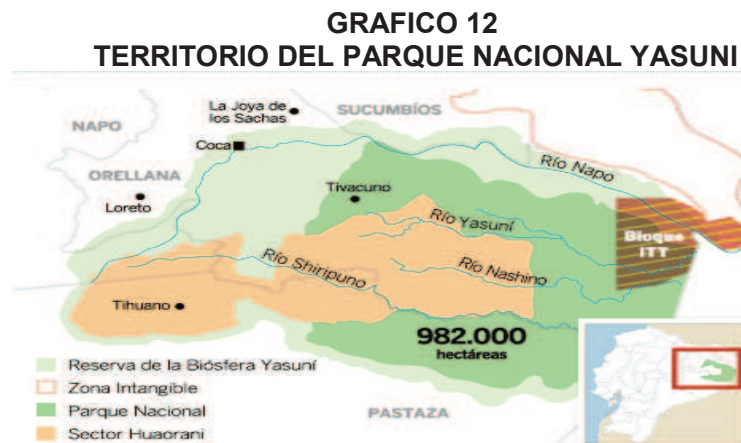 GRAFICO 12
TERRITORIO DEL PARQUE NACIONAL YASUNI
La Joya de
los Sachas
SUCUMBÍOS
NAPO
Coca
Río Napo
ORELLANA
Loreto
Tivacuno
Río Yasuní
Bloque
ITT
Río Shiripuno
Río Nashino
Tihuano
982.000
hectáreas
Reserva de la Biósfera Yasuní
Zona Intangible
Parque Nacional
Sector Huaorani
PASTAZA